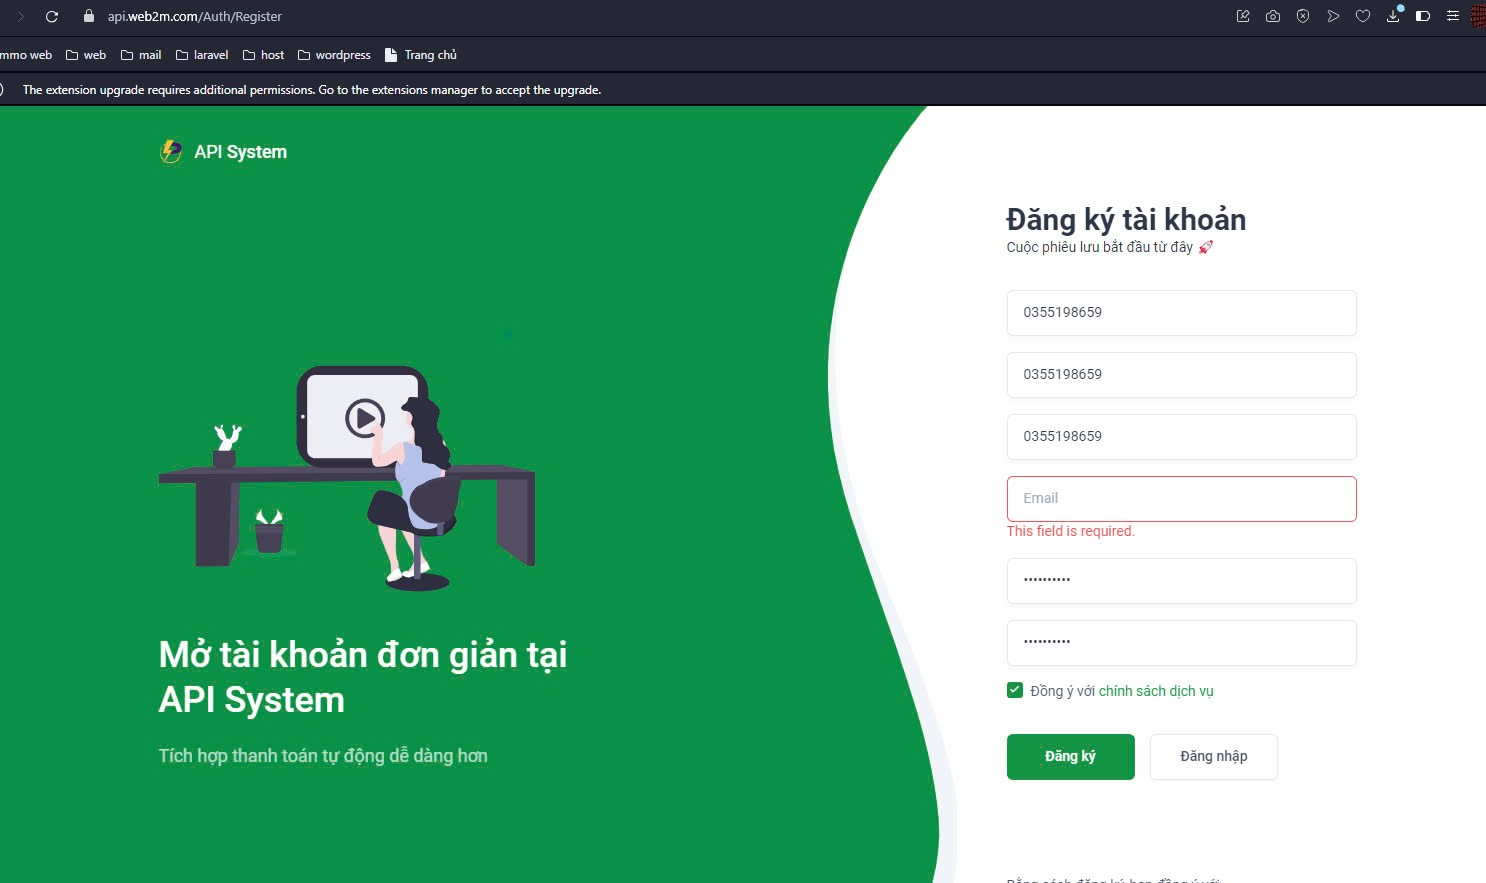 api.web2m.com/Auth/Register
mmo web web mail laravel host wordpress Trang chủ
The extension upgrade requires additional permissions. Go to the extensions manager to accept the upgrade.
API System
Mở tài khoản đơn giản tại
API System
Tích hợp thanh toán tự động dễ dàng hơn
Đăng ký tài khoản
Cuộc phiêu lưu bắt đầu từ đây 🚀
0355198659
0355198659
0355198659
Email
This field is required.
••••••••••
••••••••••
Đồng ý với chính sách dịch vụ
Đăng ký Đăng nhập